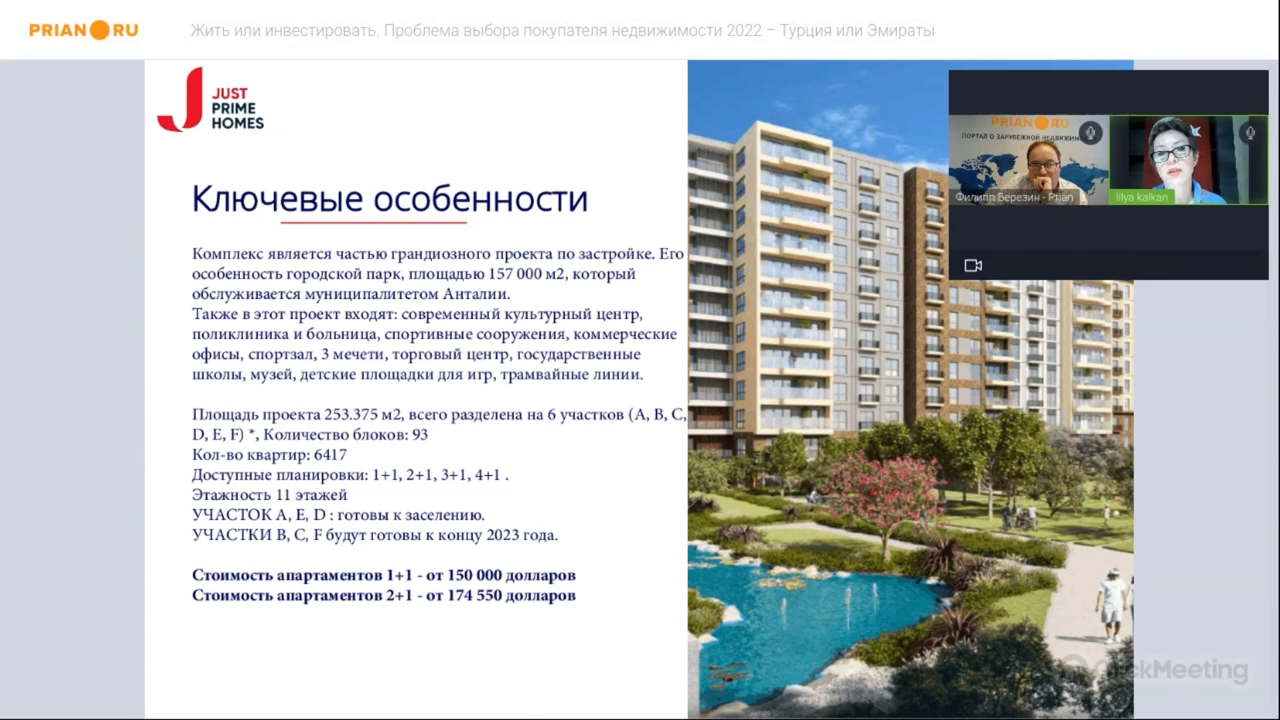 PRIAN RU
Жить или инвестировать. Проблема выбора покупателя недвижимости 2022 – Турция или Эмираты
JUST
PRIME
HOMES
PRIAN RU
ПОРТАЛ О ЗАРУБЕЖНОЙ НЕДВИЖИМ
Филипп Березин - Prian
lilya kalkan
Ключевые особенности
Комплекс является частью грандиозного проекта по застройке. Его
особенность городской парк, площадью 157 000 м2, который
обслуживается муниципалитетом Анталии.
Также в этот проект входят: современный культурный центр,
поликлиника и больница, спортивные сооружения, коммерческие
офисы, спортзал, 3 мечети, торговый центр, государственные
школы, музей, детские площадки для игр, трамвайные линии.
Площадь проекта 253.375 м2, всего разделена на 6 участков (A, B, C,
D, E, F) *, Количество блоков: 93
Кол-во квартир: 6417
Доступные планировки: 1+1, 2+1, 3+1, 4+1 .
Этажность 11 этажей
УЧАСТОК A, E, D : готовы к заселению.
УЧАСТКИ B, C, F будут готовы к концу 2023 года.
Стоимость апартаментов 1+1 - от 150 000 долларов
Стоимость апартаментов 2+1 - от 174 550 долларов
ClickMeeting